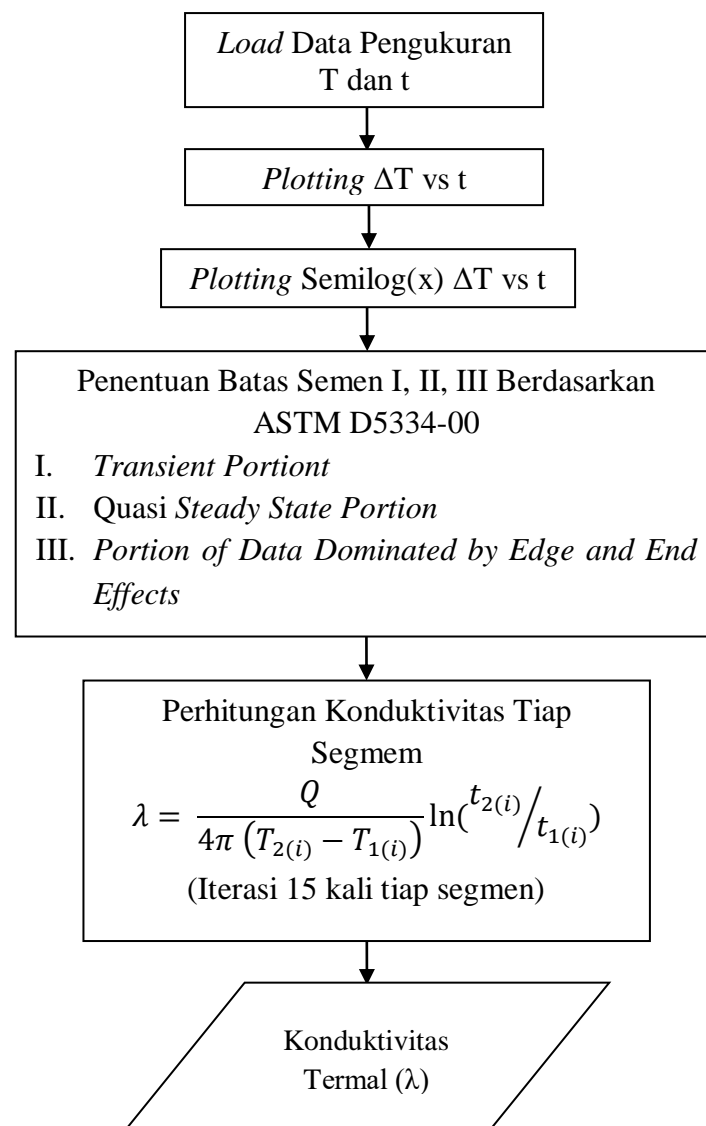 Load Data Pengukuran
T dan t
Plotting ΔT vs t
Plotting Semilog(x) ΔT vs t
Penentuan Batas Semen I, II, III Berdasarkan
ASTM D5334-00
I. Transient Portiont
II. Quasi Steady State Portion
III. Portion of Data Dominated by Edge and End
Effects
Perhitungan Konduktivitas Tiap
Segmem
λ = Q / 4π (T₂₍ᵢ₎ − T₁₍ᵢ₎) ln(t₂₍ᵢ₎/t₁₍ᵢ₎)
(Iterasi 15 kali tiap segmen)
Konduktivitas
Termal (λ)